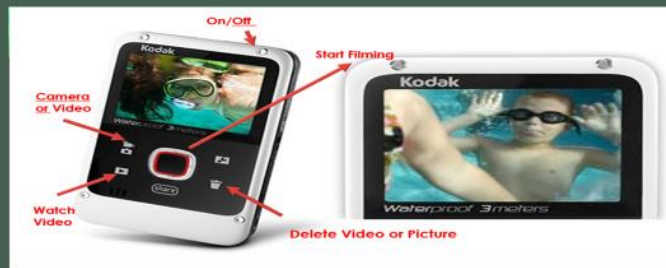 On/Off
Start Filming
Kodak
Kodak
Camera
or Video
Waterproof 3meters
share
Watch
Video
Waterproof 3meters
Delete Video or Picture